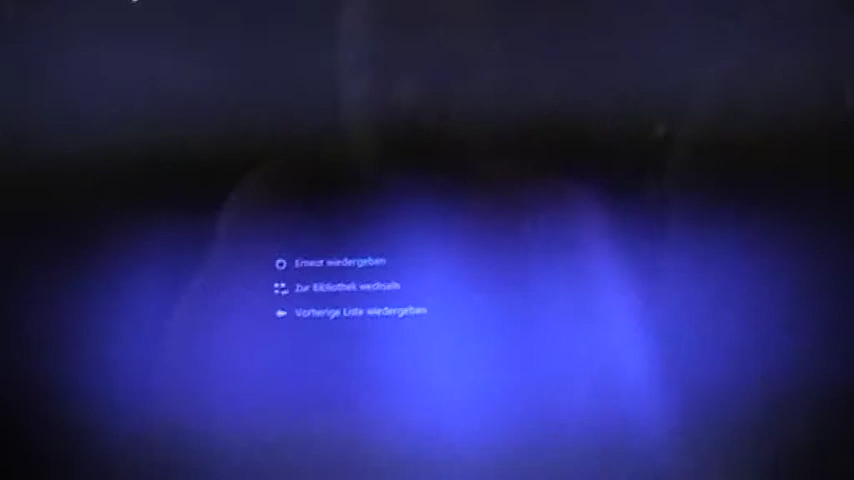 Erneut wiedergeben
Zur Bibliothek wechseln
Vorherige Liste wiedergeben